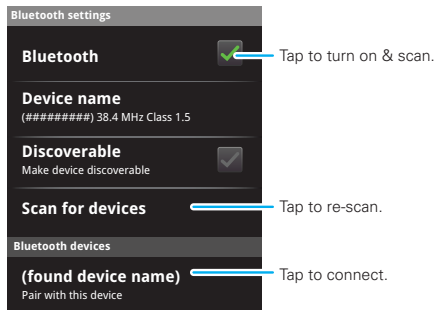 Bluetooth settings
Bluetooth
Tap to turn on & scan.
Device name
(#########) 38.4 MHz Class 1.5
Discoverable
Make device discoverable
Scan for devices
Tap to re-scan.
Bluetooth devices
(found device name)
Tap to connect.
Pair with this device